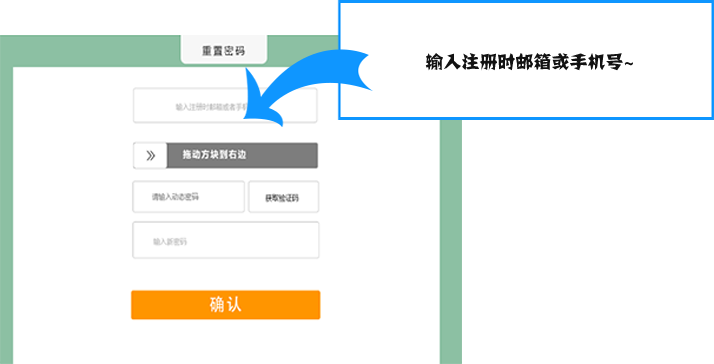 重置密码
输入注册时邮箱或手机号~
输入注册时邮箱或者手机
拖动方块到右边
请输入动态密码
获取验证码
输入新密码
确认